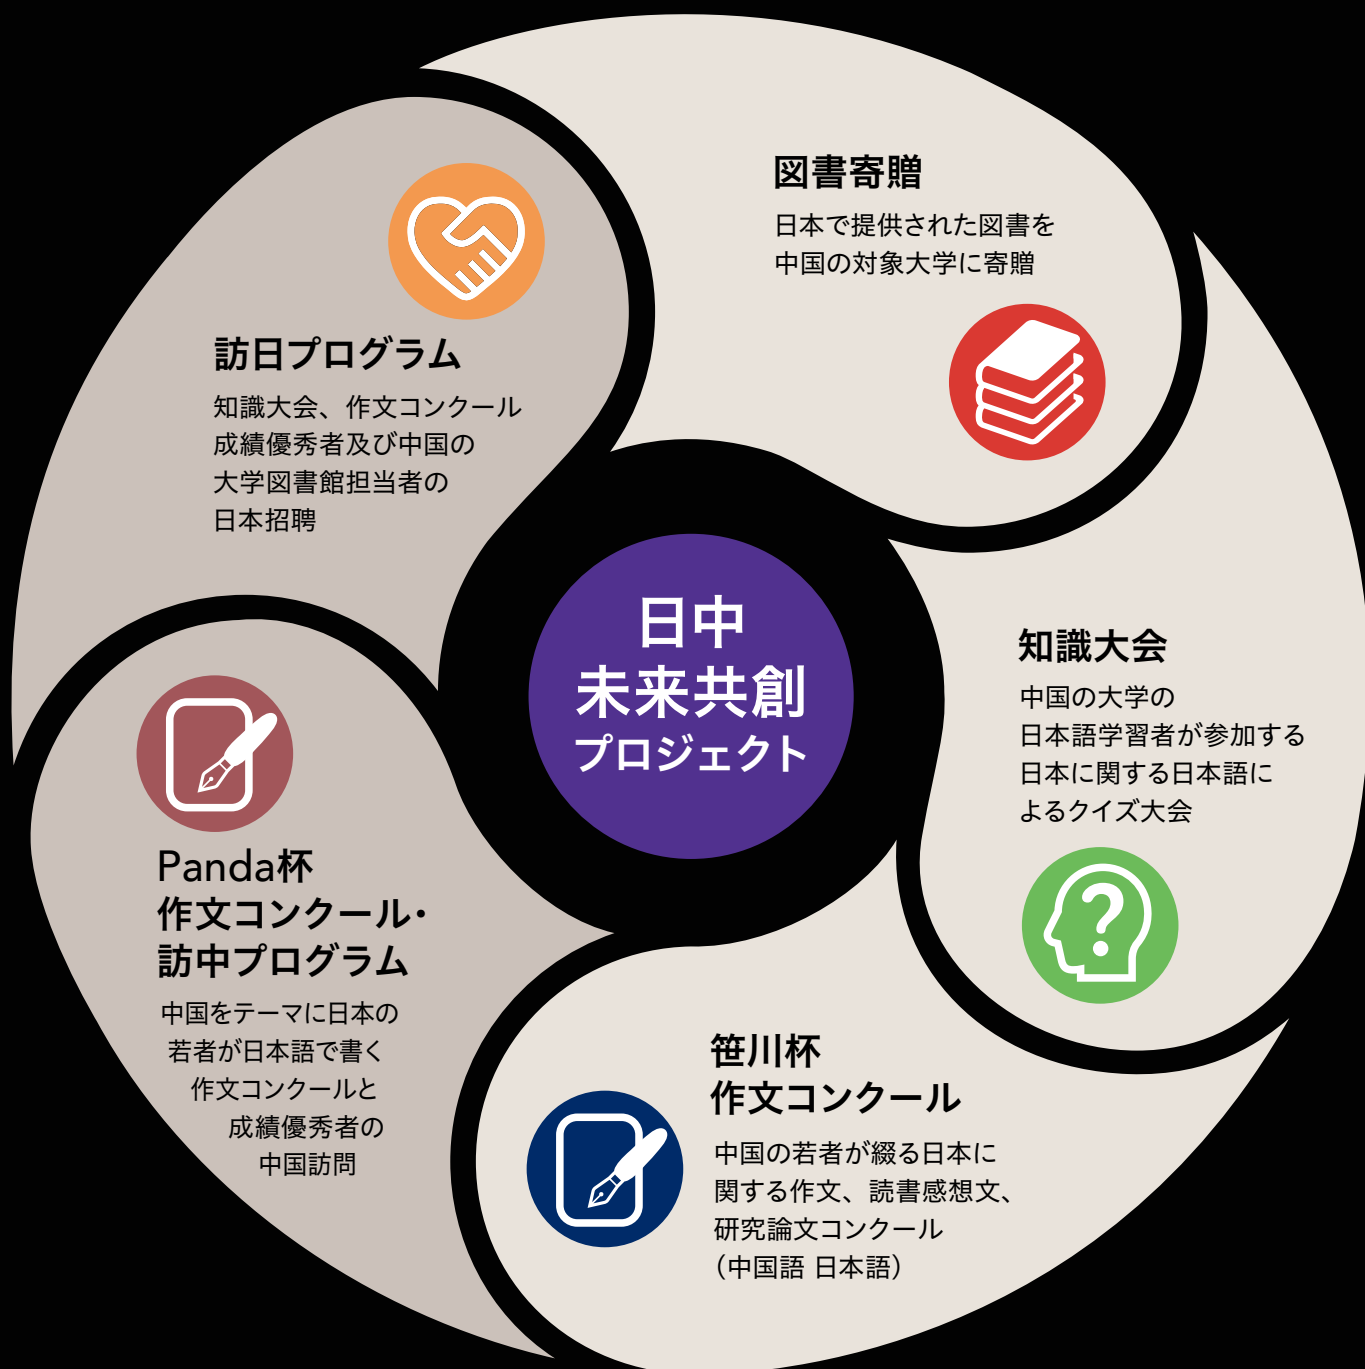 日中
未来共創
プロジェクト
図書寄贈
日本で提供された図書を
中国の対象大学に寄贈
知識大会
中国の大学の
日本語学習者が参加する
日本に関する日本語に
よるクイズ大会
笹川杯
作文コンクール
中国の若者が綴る日本に
関する作文、読書感想文、
研究論文コンクール
（中国語 日本語）
Panda杯
作文コンクール・
訪中プログラム
中国をテーマに日本の
若者が日本語で書く
作文コンクールと
成績優秀者の
中国訪問
訪日プログラム
知識大会、作文コンクール
成績優秀者及び中国の
大学図書館担当者の
日本招聘